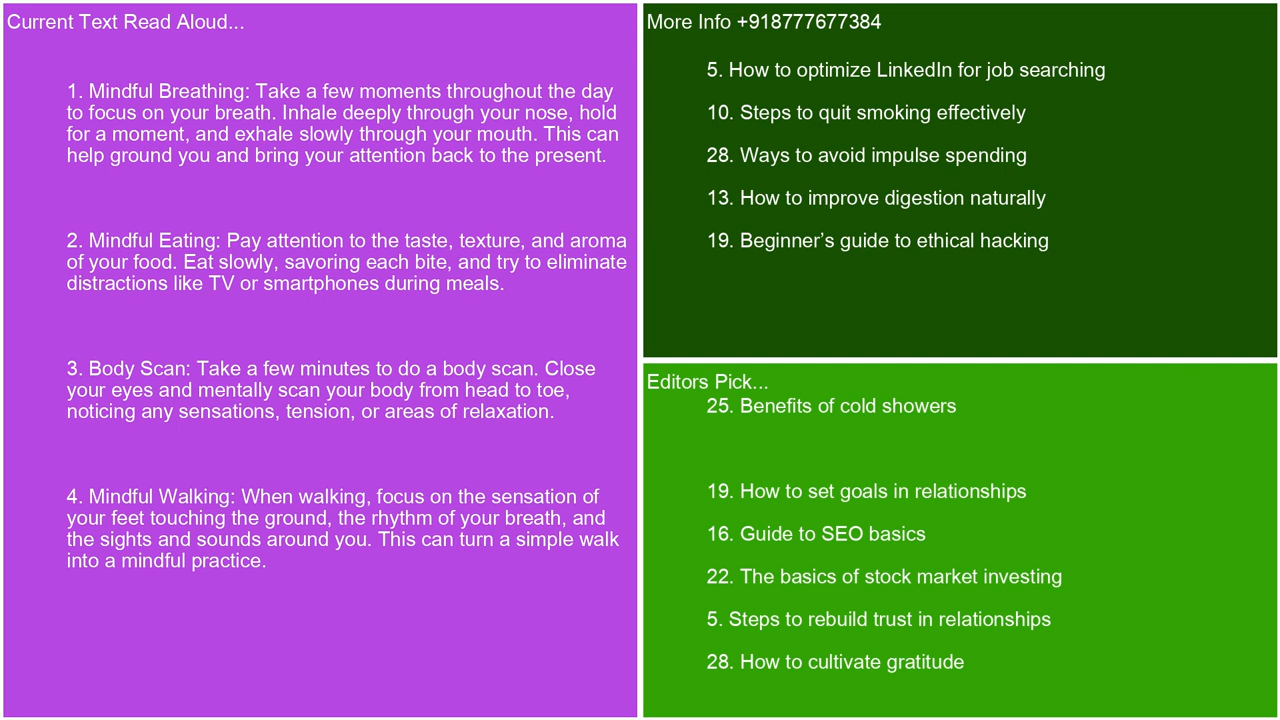 Current Text Read Aloud...
1. Mindful Breathing: Take a few moments throughout the day
to focus on your breath. Inhale deeply through your nose, hold
for a moment, and exhale slowly through your mouth. This can
help ground you and bring your attention back to the present.
2. Mindful Eating: Pay attention to the taste, texture, and aroma
of your food. Eat slowly, savoring each bite, and try to eliminate
distractions like TV or smartphones during meals.
3. Body Scan: Take a few minutes to do a body scan. Close
your eyes and mentally scan your body from head to toe,
noticing any sensations, tension, or areas of relaxation.
4. Mindful Walking: When walking, focus on the sensation of
your feet touching the ground, the rhythm of your breath, and
the sights and sounds around you. This can turn a simple walk
into a mindful practice.
More Info +918777677384
5. How to optimize LinkedIn for job searching
10. Steps to quit smoking effectively
28. Ways to avoid impulse spending
13. How to improve digestion naturally
19. Beginner’s guide to ethical hacking
Editors Pick...
25. Benefits of cold showers
19. How to set goals in relationships
16. Guide to SEO basics
22. The basics of stock market investing
5. Steps to rebuild trust in relationships
28. How to cultivate gratitude